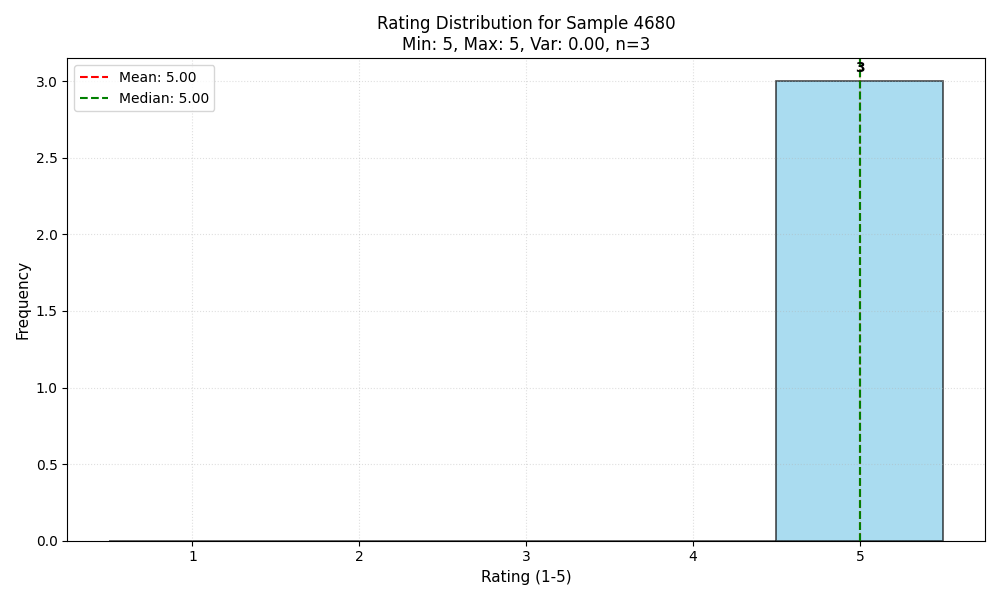 Rating Distribution for Sample 4680
Min: 5, Max: 5, Var: 0.00, n=3
Mean: 5.00
Median: 5.00
3
3.0
2.5
2.0
1.5
1.0
0.5
0.0
Frequency
1 2 3 4 5
Rating (1-5)